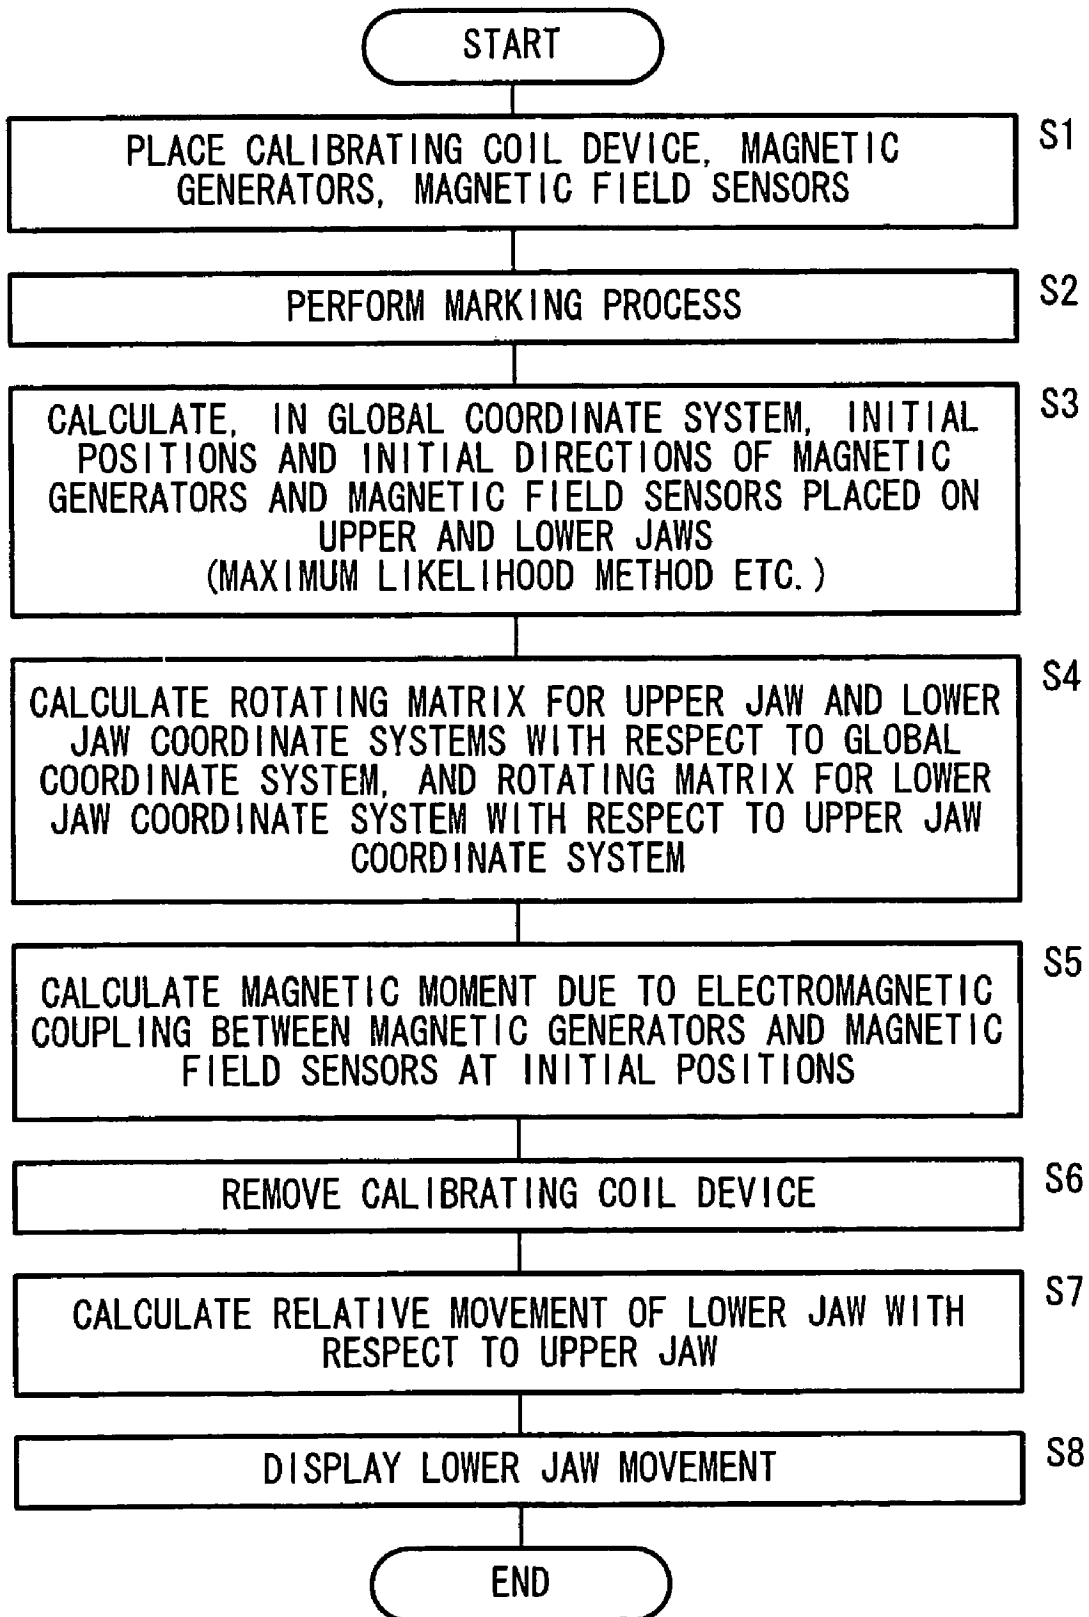 START
PLACE CALIBRATING COIL DEVICE, MAGNETIC
GENERATORS, MAGNETIC FIELD SENSORS
S1
PERFORM MARKING PROCESS
S2
CALCULATE, IN GLOBAL COORDINATE SYSTEM, INITIAL
POSITIONS AND INITIAL DIRECTIONS OF MAGNETIC
GENERATORS AND MAGNETIC FIELD SENSORS PLACED ON
UPPER AND LOWER JAWS
(MAXIMUM LIKELIHOOD METHOD ETC.)
S3
CALCULATE ROTATING MATRIX FOR UPPER JAW AND LOWER
JAW COORDINATE SYSTEMS WITH RESPECT TO GLOBAL
COORDINATE SYSTEM, AND ROTATING MATRIX FOR LOWER
JAW COORDINATE SYSTEM WITH RESPECT TO UPPER JAW
COORDINATE SYSTEM
S4
CALCULATE MAGNETIC MOMENT DUE TO ELECTROMAGNETIC
COUPLING BETWEEN MAGNETIC GENERATORS AND MAGNETIC
FIELD SENSORS AT INITIAL POSITIONS
S5
REMOVE CALIBRATING COIL DEVICE
S6
CALCULATE RELATIVE MOVEMENT OF LOWER JAW WITH
RESPECT TO UPPER JAW
S7
DISPLAY LOWER JAW MOVEMENT
S8
END